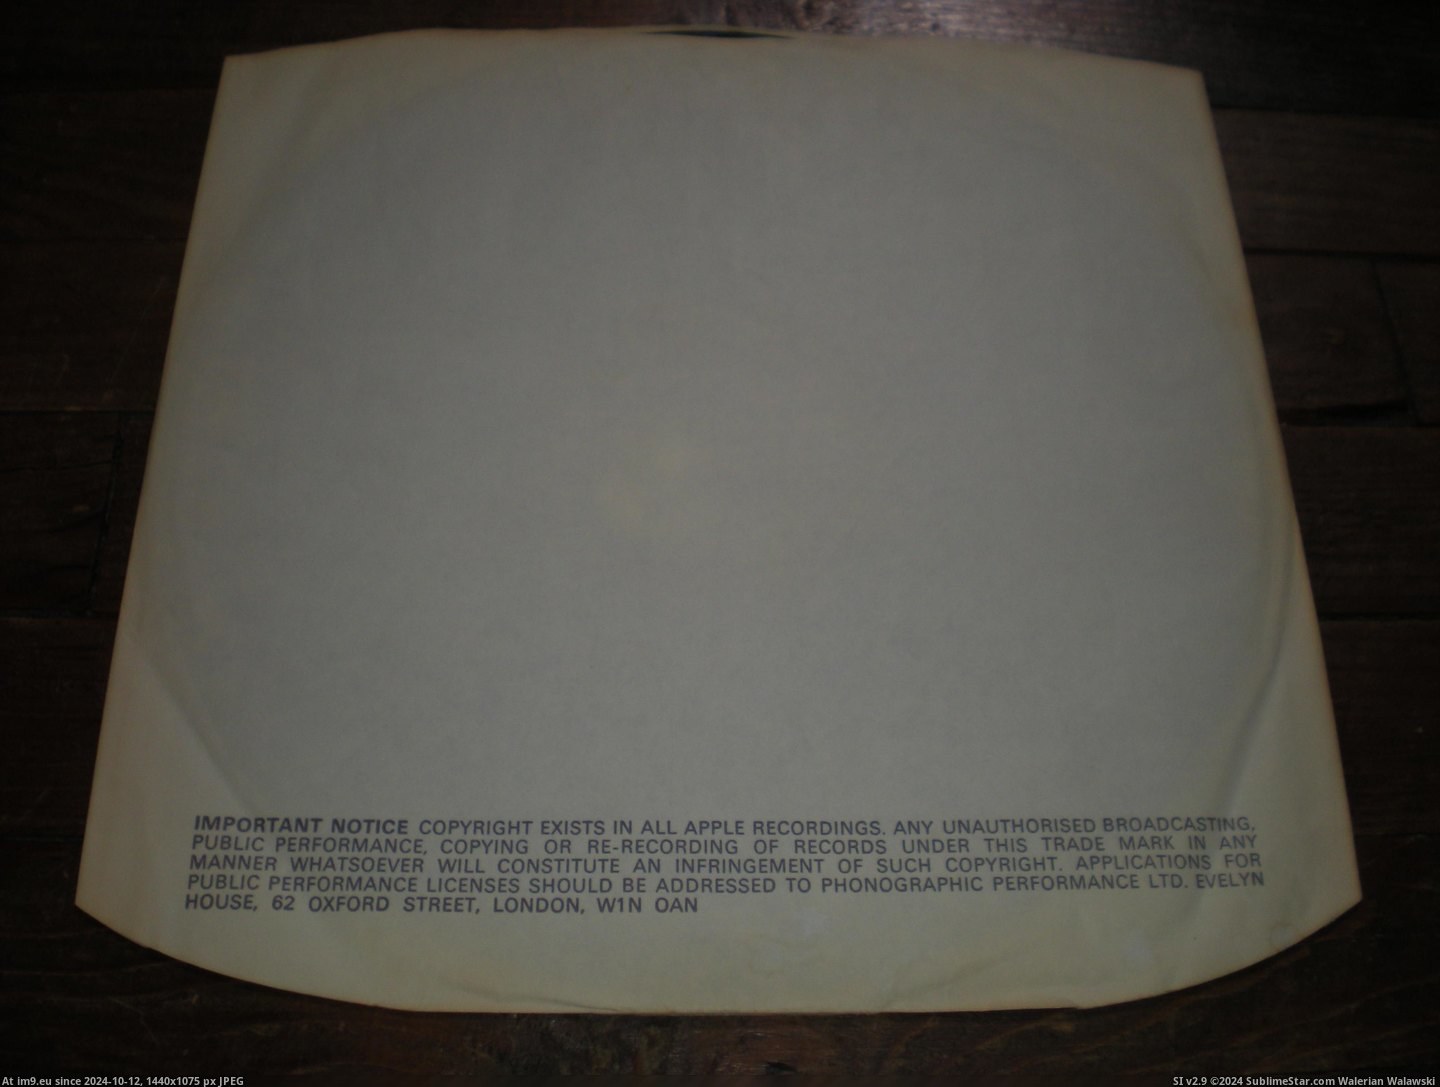 IMPORTANT NOTICE COPYRIGHT EXISTS IN ALL APPLE RECORDINGS. ANY UNAUTHORISED BROADCASTING,
PUBLIC PERFORMANCE, COPYING OR RE-RECORDING OF RECORDS UNDER THIS TRADE MARK IN ANY
MANNER WHATSOEVER WILL CONSTITUTE AN INFRINGEMENT OF SUCH COPYRIGHT. APPLICATIONS FOR
PUBLIC PERFORMANCE LICENSES SHOULD BE ADDRESSED TO PHONOGRAPHIC PERFORMANCE LTD. EVELYN
HOUSE, 62 OXFORD STREET, LONDON, W1N OAN
At im9.eu since 2024-10-12, 1440x1075 px JPEG
SI v2.9 ©2024 SublimeStar.com Walerian Walawski